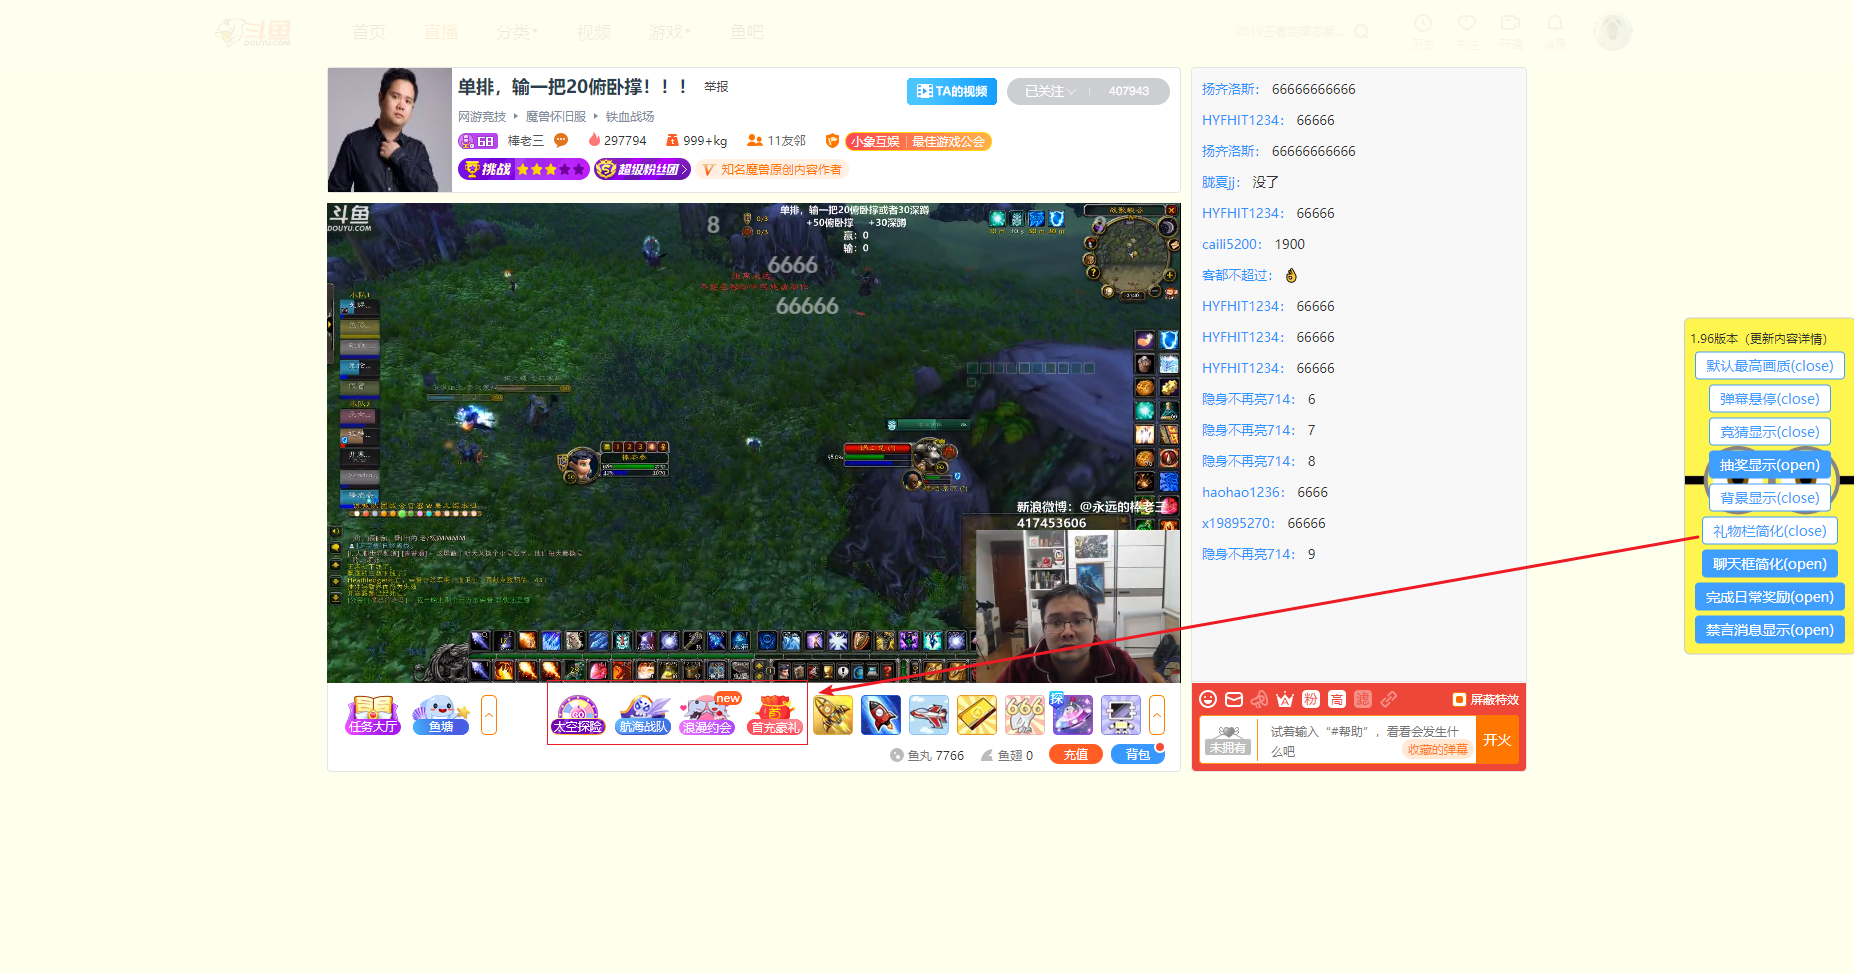 斗鱼
DOUYU.COM
首页
直播
分类
视频
游戏
鱼吧
单排，输一把20俯卧撑！！！
举报
TA的视频
已关注
407943
网游竞技
魔兽怀旧服
铁血战场
68
棒老三
297794
999+kg
11友邻
小象互娱
最佳游戏公会
挑战
超级粉丝团
知名魔兽原创内容作者
斗鱼
DOUYU.COM
单排，输一把20俯卧撑或者30深蹲
+50俯卧撑 +30深蹲
赢：0
输：0
8
0/3
0/3
6666
66666
新浪微博：@永远的棒老三
417453606
任务大厅
鱼塘
太空探险
航海战队
new
浪漫约会
首充豪礼
探
鱼丸 7766
鱼翅 0
充值
背包
扬齐洛斯： 66666666666
HYFHIT1234： 66666
扬齐洛斯： 66666666666
胧夏jj： 没了
HYFHIT1234： 66666
caili5200： 1900
客都不超过：
HYFHIT1234： 66666
HYFHIT1234： 66666
HYFHIT1234： 66666
隐身不再亮714： 6
隐身不再亮714： 7
隐身不再亮714： 8
haohao1236： 6666
x19895270： 66666
隐身不再亮714： 9
粉
高
滤
屏蔽特效
未拥有
试着输入“#帮助”，看看会发生什
么吧
收藏的弹幕
开火
1.96版本（更新内容详情）
默认最高画质(close)
弹幕悬停(close)
竞猜显示(close)
抽奖显示(open)
背景显示(close)
礼物栏简化(close)
聊天框简化(open)
完成日常奖励(open)
禁言消息显示(open)